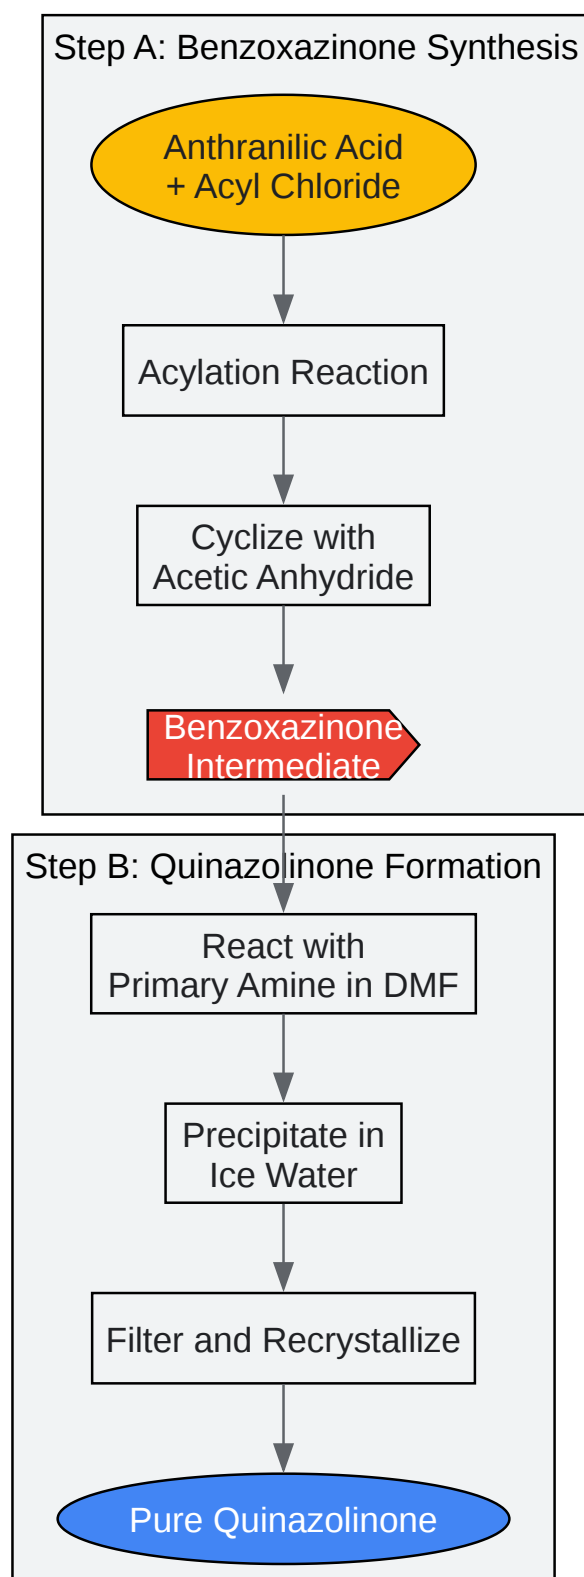 Step A: Benzoxazinone Synthesis
Anthranilic Acid
+ Acyl Chloride
Acylation Reaction
Cyclize with
Acetic Anhydride
Benzoxazinone
Intermediate
Step B: Quinazolinone Formation
React with
Primary Amine in DMF
Precipitate in
Ice Water
Filter and Recrystallize
Pure Quinazolinone